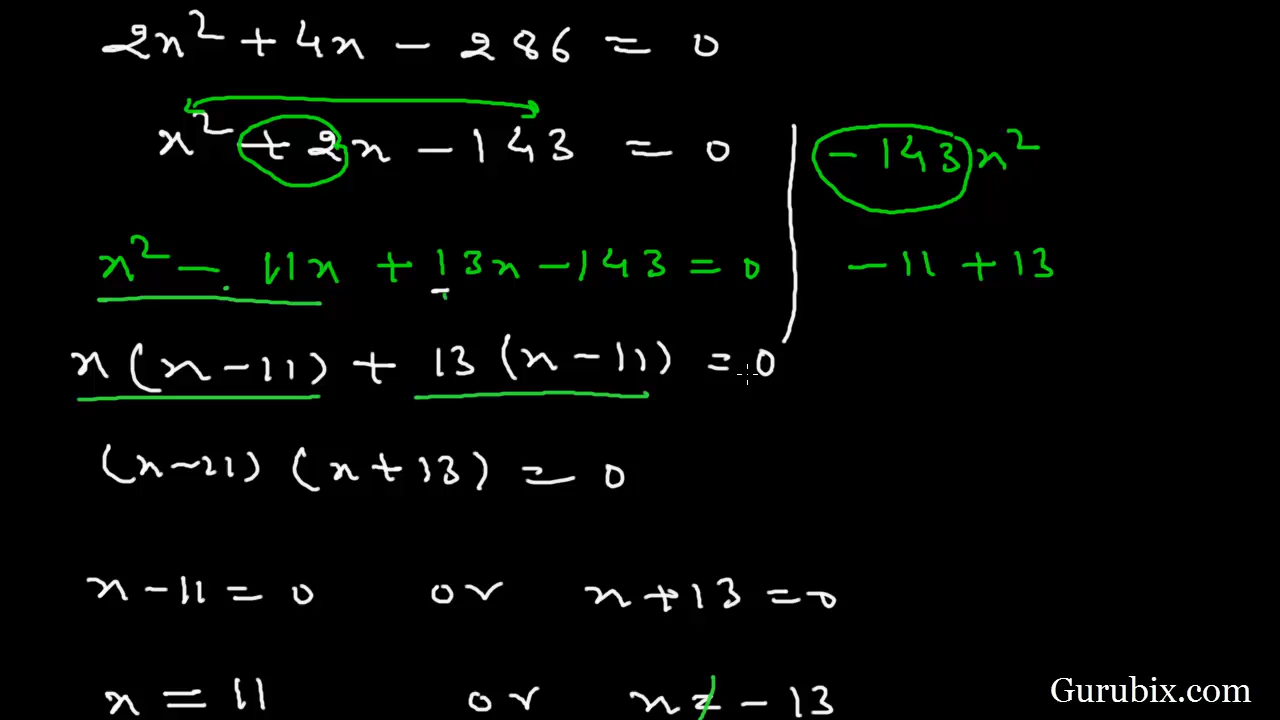 2x² + 4x − 286 = 0
x² + 2x − 143 = 0
−143x²
x² − 11x + 13x − 143 = 0
−11 + 13
x(x − 11) + 13(x − 11) = 0
(x − 11)(x + 13) = 0
x − 11 = 0 or x + 13 = 0
x = 11 or x ≠ −13
Gurubix.com